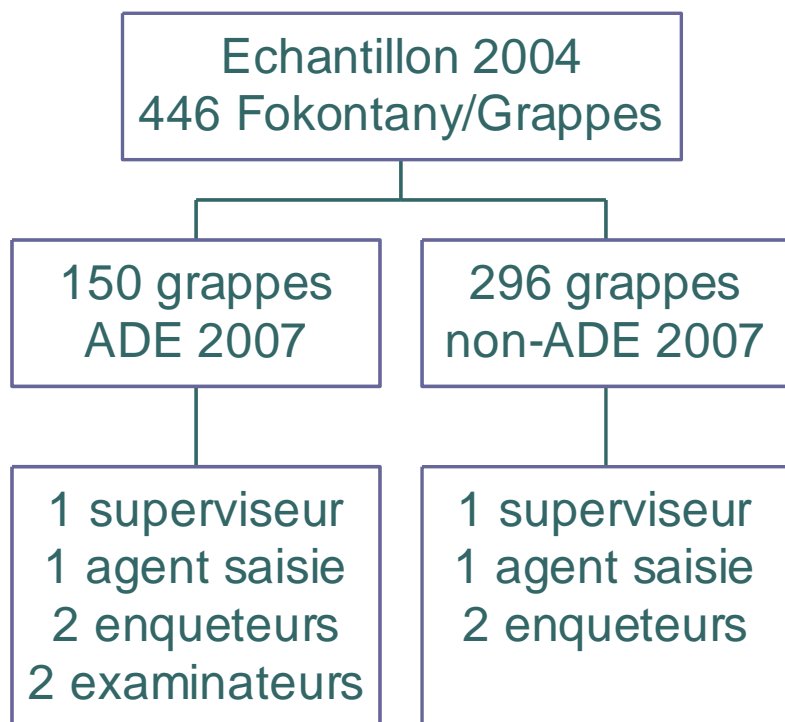 Echantillon 2004
446 Fokontany/Grappes
150 grappes
ADE 2007
296 grappes
non-ADE 2007
1 superviseur
1 agent saisie
2 enqueteurs
2 examinateurs
1 superviseur
1 agent saisie
2 enqueteurs